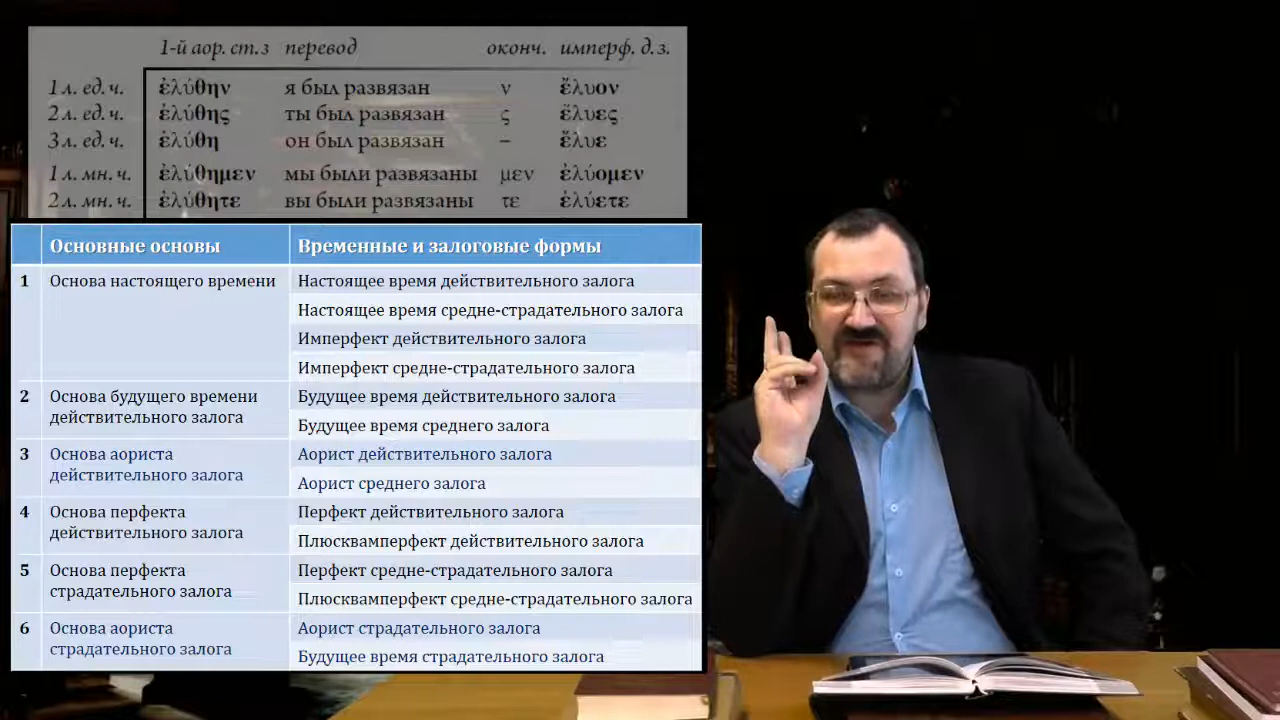 1-й аор. ст.з перевод оконч. имперф. д.з.
1 л. ед. ч. ἐλύθην я был развязан ν ἔλυον
2 л. ед. ч. ἐλύθης ты был развязан ς ἔλυες
3 л. ед. ч. ἐλύθη он был развязан – ἔλυε
1 л. мн. ч. ἐλύθημεν мы были развязаны μεν ἐλύομεν
2 л. мн. ч. ἐλύθητε вы были развязаны τε ἐλύετε
Основные основы Временные и залоговые формы
1 Основа настоящего времени Настоящее время действительного залога
Настоящее время средне-страдательного залога
Имперфект действительного залога
Имперфект средне-страдательного залога
2 Основа будущего времени
действительного залога
Будущее время действительного залога
Будущее время среднего залога
3 Основа аориста
действительного залога
Аорист действительного залога
Аорист среднего залога
4 Основа перфекта
действительного залога
Перфект действительного залога
Плюсквамперфект действительного залога
5 Основа перфекта
страдательного залога
Перфект средне-страдательного залога
Плюсквамперфект средне-страдательного залога
6 Основа аориста
страдательного залога
Аорист страдательного залога
Будущее время страдательного залога